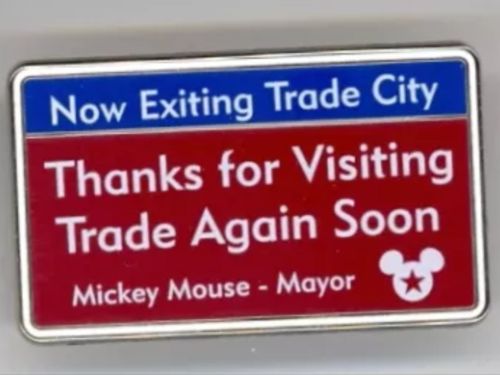 Now Exiting Trade City
Thanks for Visiting
Trade Again Soon
Mickey Mouse - Mayor